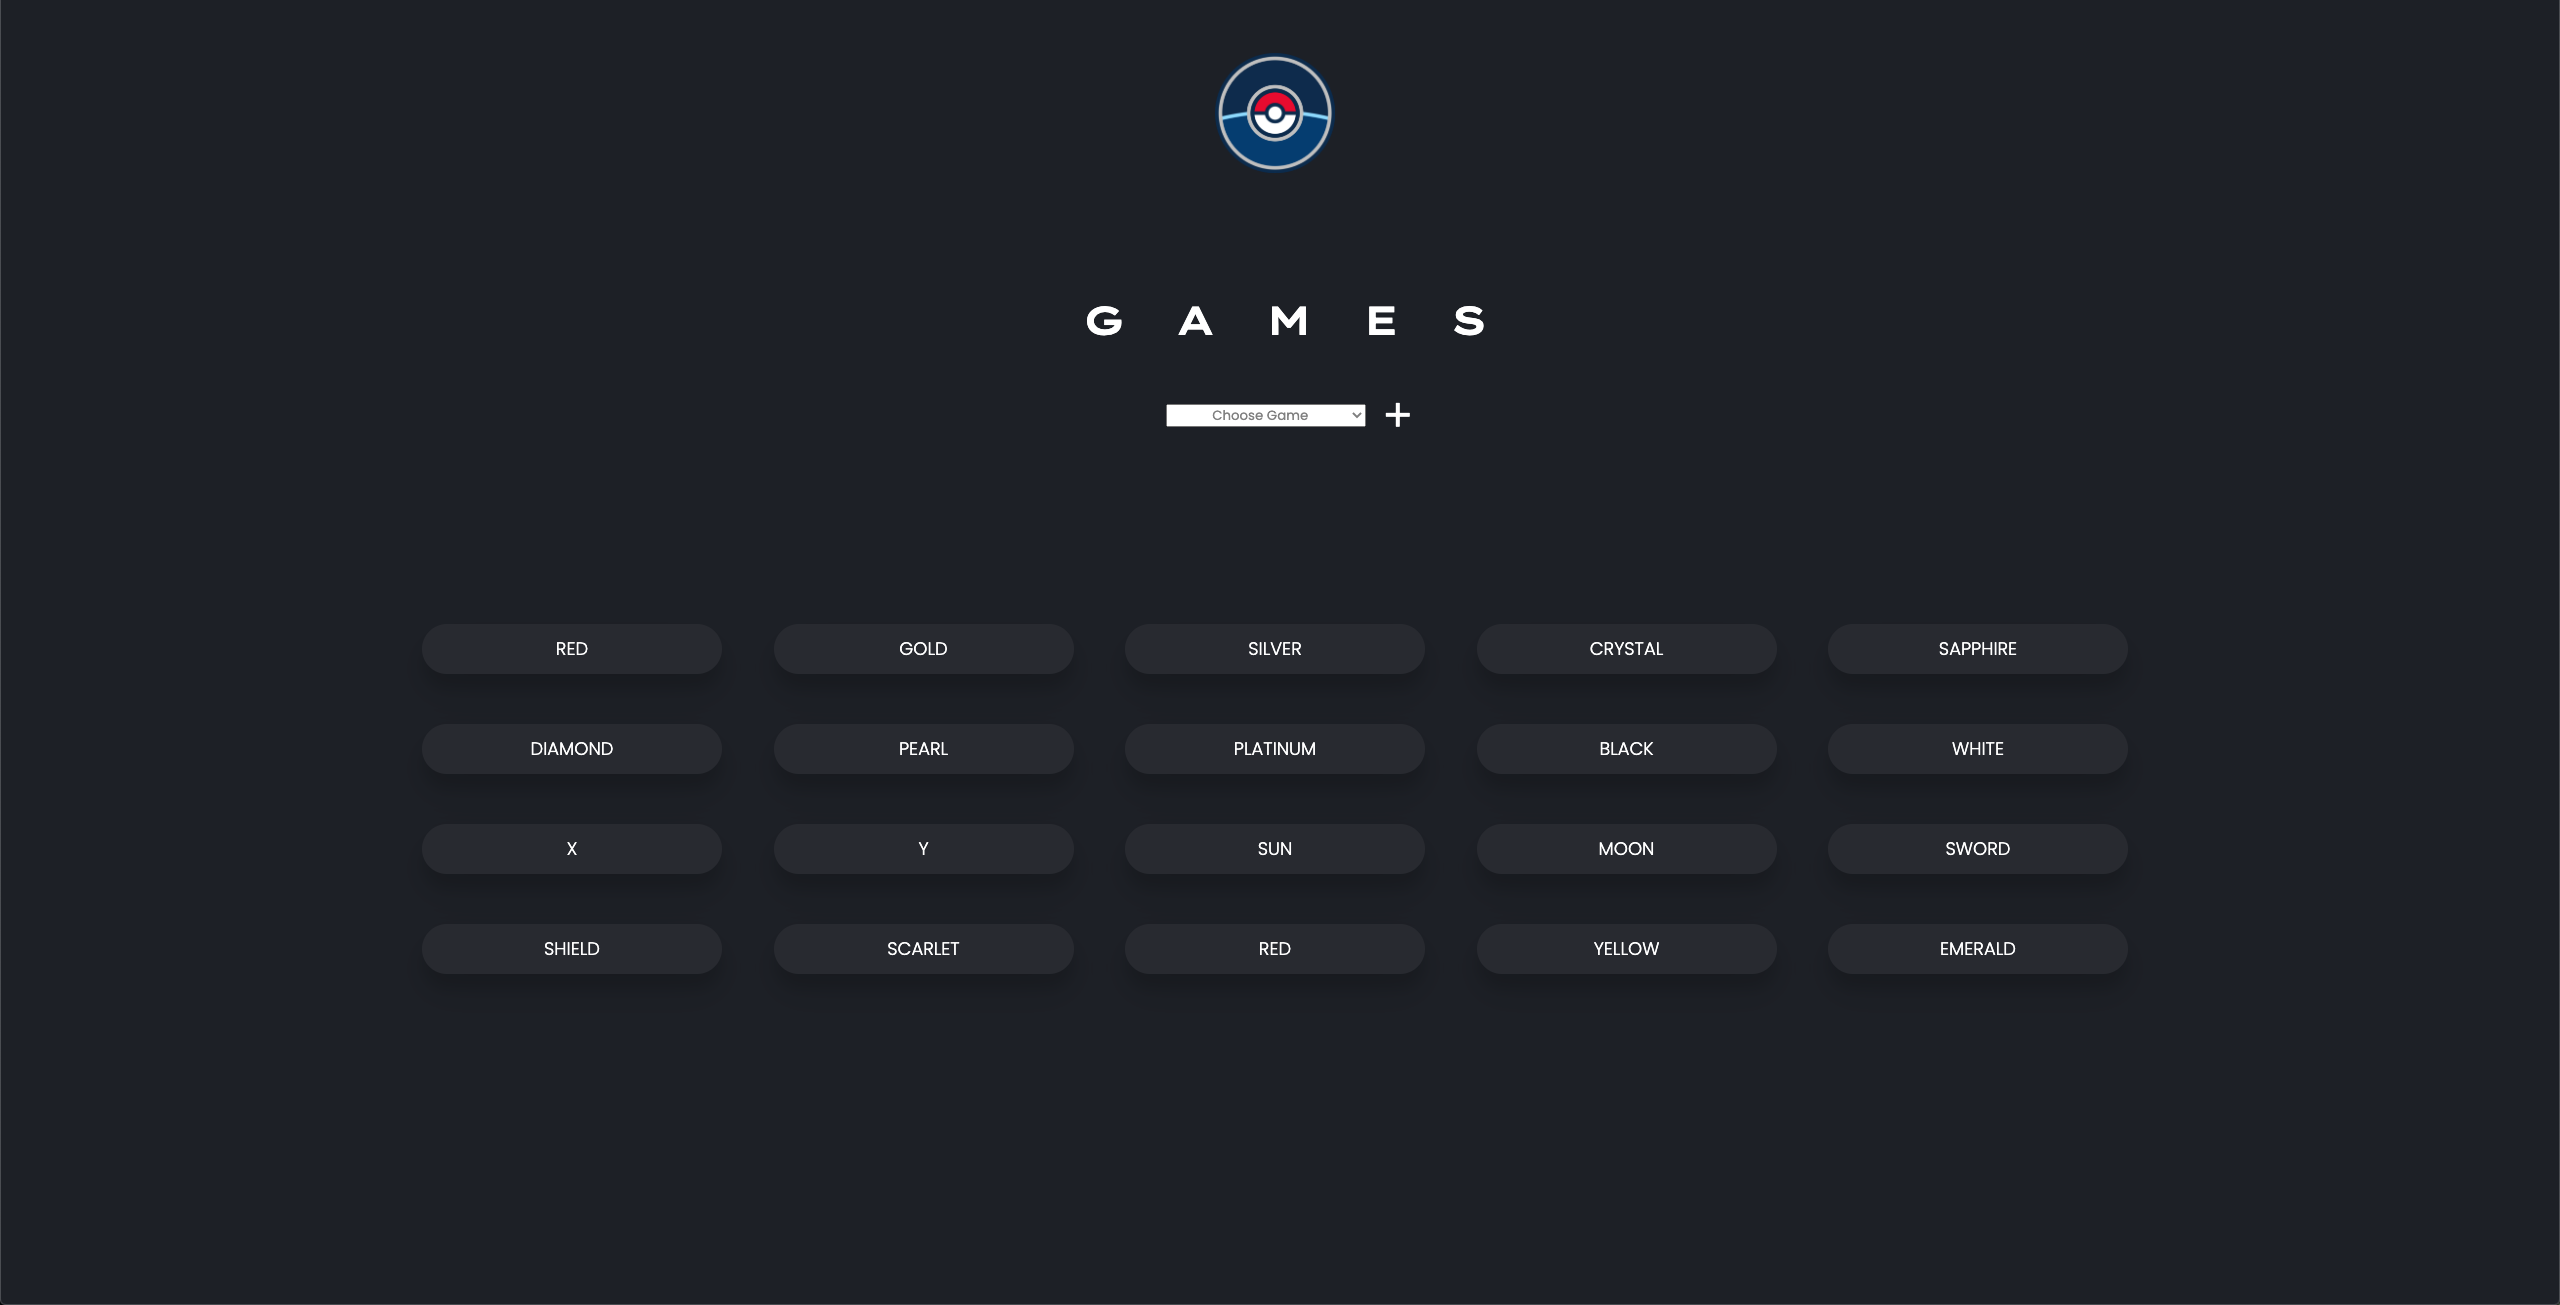 G A M E S
Choose Game
RED GOLD SILVER CRYSTAL SAPPHIRE
DIAMOND PEARL PLATINUM BLACK WHITE
X Y SUN MOON SWORD
SHIELD SCARLET RED YELLOW EMERALD